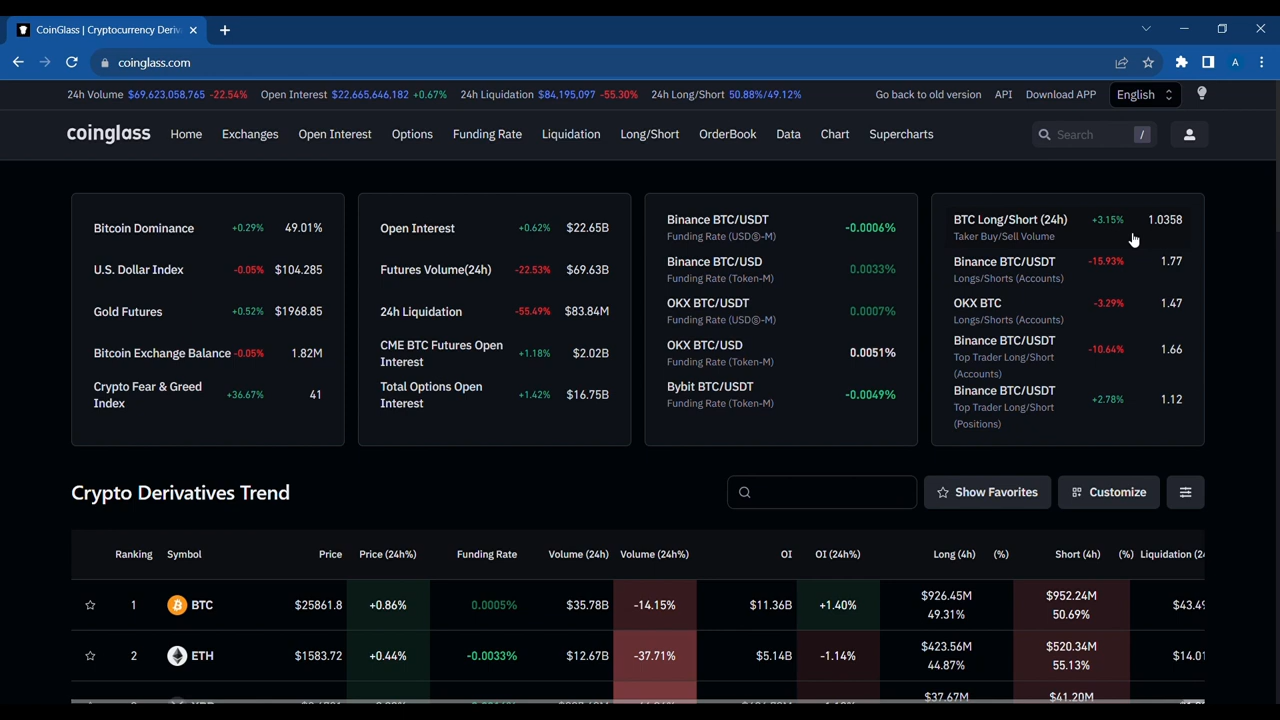 CoinGlass | Cryptocurrency Deriv
coinglass.com
A
24h Volume $69,623,058,765 -22.54% Open Interest $22,665,646,182 +0.67% 24h Liquidation $84,195,097 -55.30% 24h Long/Short 50.88%/49.12% Go back to old version API Download APP English
coinglass Home Exchanges Open Interest Options Funding Rate Liquidation Long/Short OrderBook Data Chart Supercharts Search /
Bitcoin Dominance +0.29% 49.01%
U.S. Dollar Index -0.05% $104.285
Gold Futures +0.52% $1968.85
Bitcoin Exchange Balance -0.05% 1.82M
Crypto Fear & Greed
Index
+36.67% 41
Open Interest +0.62% $22.65B
Futures Volume(24h) -22.53% $69.63B
24h Liquidation -55.49% $83.84M
CME BTC Futures Open
Interest
+1.18% $2.02B
Total Options Open
Interest
+1.42% $16.75B
Binance BTC/USDT
Funding Rate (USDⓈ-M)
-0.0006%
Binance BTC/USD
Funding Rate (Token-M)
0.0033%
OKX BTC/USDT
Funding Rate (USDⓈ-M)
0.0007%
OKX BTC/USD
Funding Rate (Token-M)
0.0051%
Bybit BTC/USDT
Funding Rate (Token-M)
-0.0049%
BTC Long/Short (24h) +3.15% 1.0358
Taker Buy/Sell Volume
Binance BTC/USDT -15.93% 1.77
Longs/Shorts (Accounts)
OKX BTC -3.29% 1.47
Longs/Shorts (Accounts)
Binance BTC/USDT
Top Trader Long/Short
(Accounts)
-10.64% 1.66
Binance BTC/USDT
Top Trader Long/Short
(Positions)
+2.78% 1.12
Crypto Derivatives Trend Show Favorites Customize
Ranking Symbol Price Price (24h%) Funding Rate Volume (24h) Volume (24h%) OI OI (24h%) Long (4h) (%) Short (4h) (%) Liquidation (24
1 BTC $25861.8 +0.86% 0.0005% $35.78B -14.15% $11.36B +1.40% $926.45M $952.24M $43.49
49.31% 50.69%
2 ETH $1583.72 +0.44% -0.0033% $12.67B -37.71% $5.14B -1.14% $423.56M $520.34M $14.01
44.87% 55.13%
$37.67M $41.20M